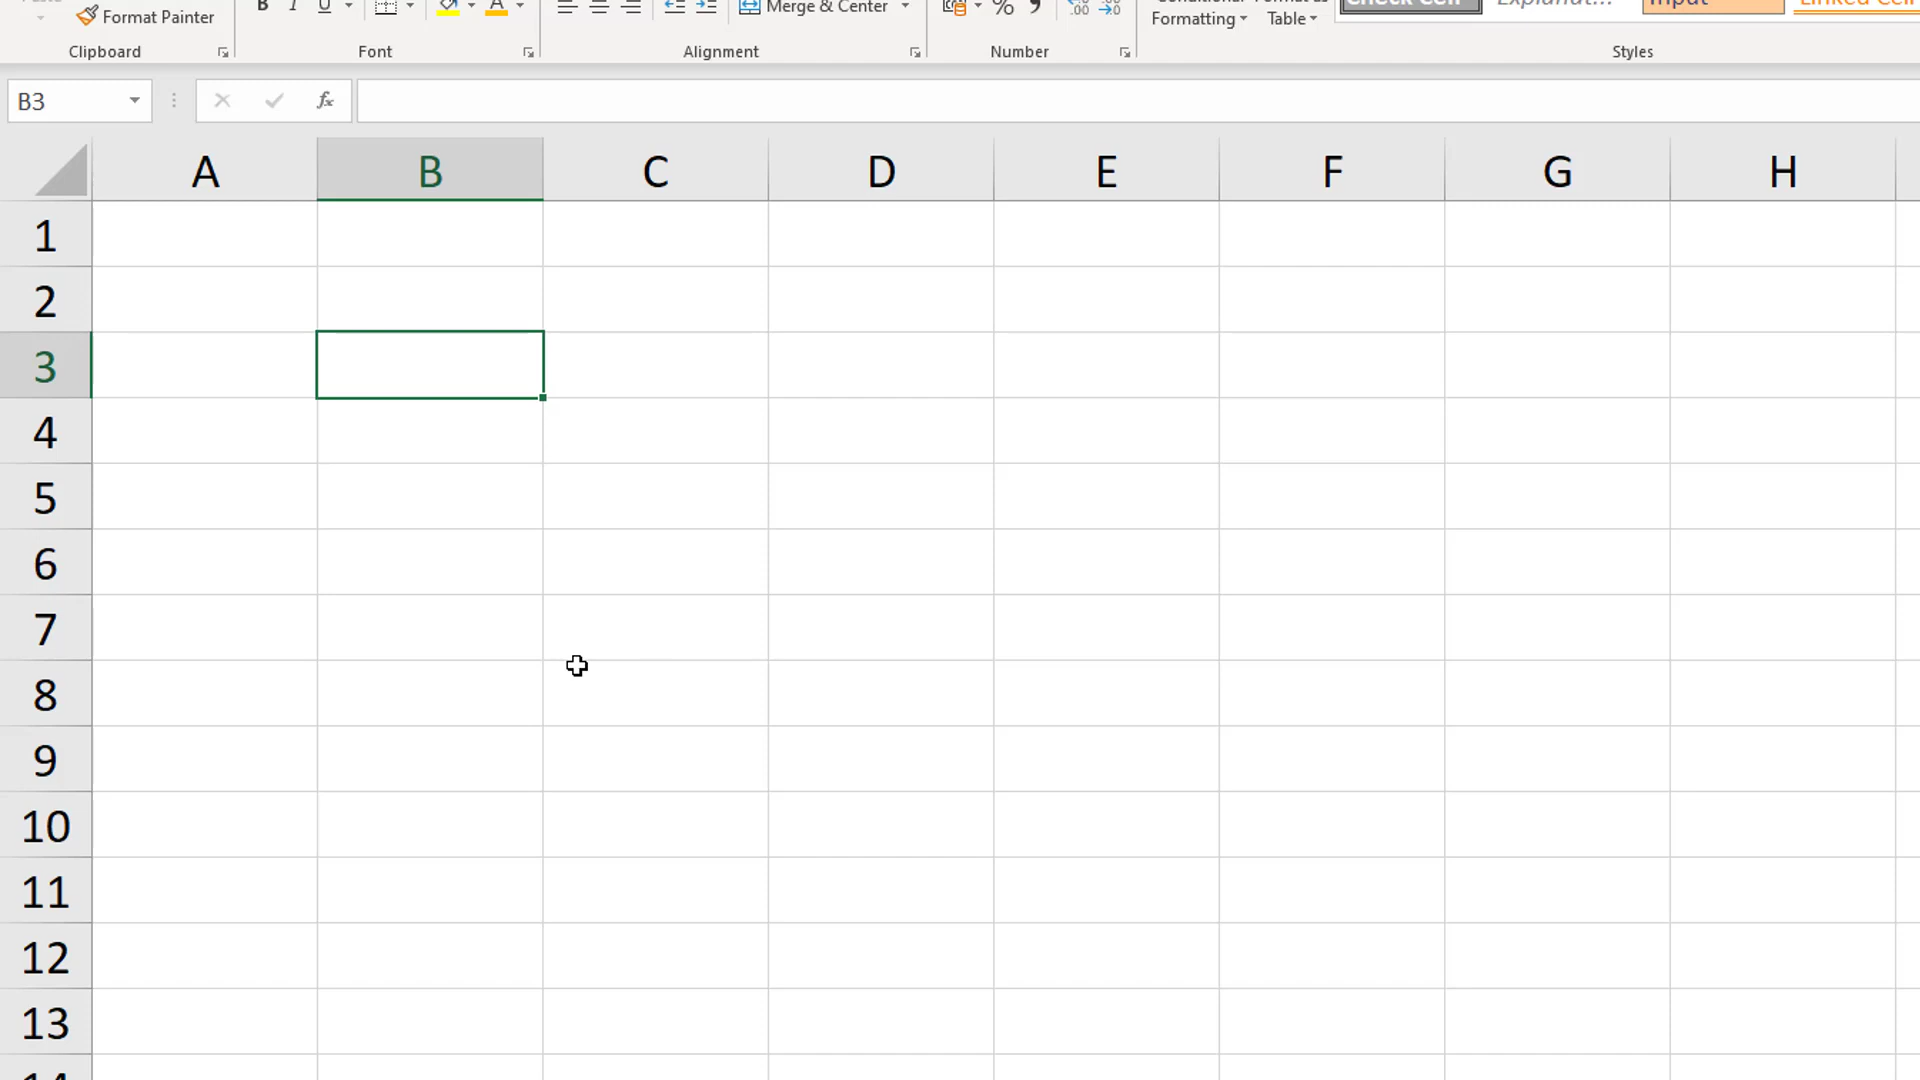 Format Painter
B
I
U
A
Merge & Center
%
Formatting
Table
Check Cell
Explanat...
Input
Linked Cell
Clipboard
Font
Alignment
Number
Styles
B3
fx
A B C D E F G H
1
2
3
4
5
6
7
8
9
10
11
12
13
14